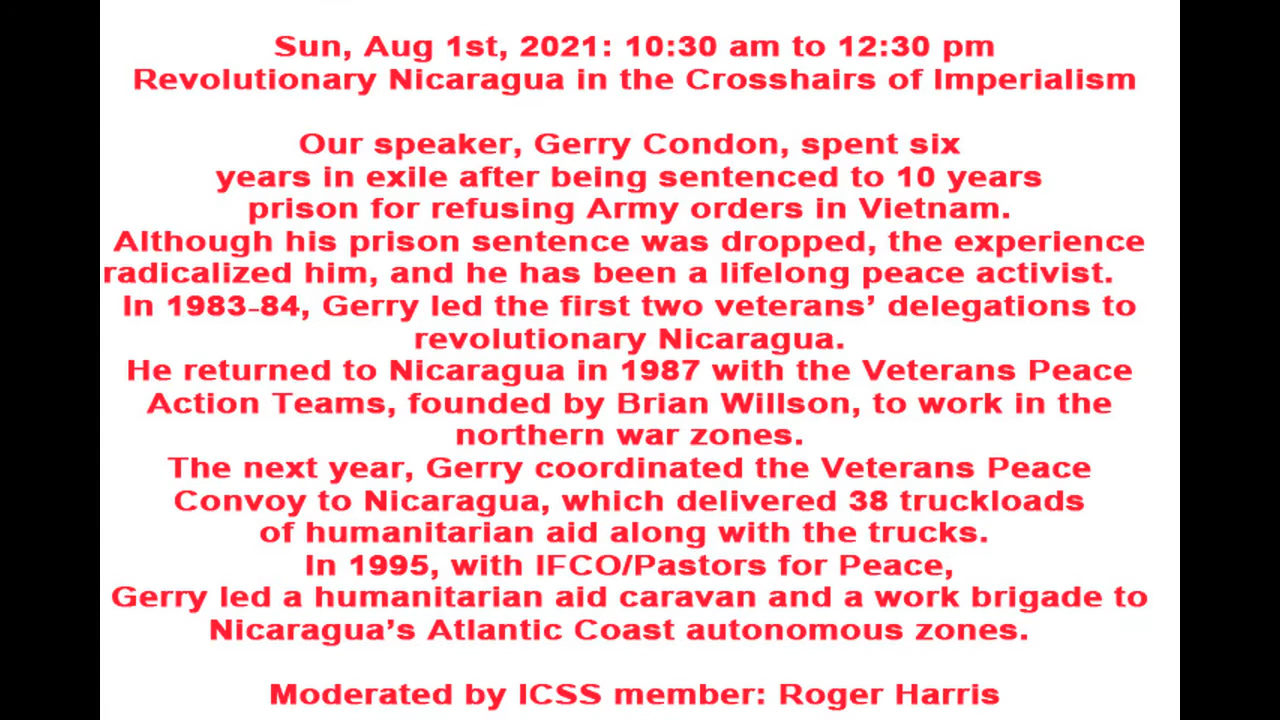 Sun, Aug 1st, 2021: 10:30 am to 12:30 pm
Revolutionary Nicaragua in the Crosshairs of Imperialism
Our speaker, Gerry Condon, spent six
years in exile after being sentenced to 10 years
prison for refusing Army orders in Vietnam.
Although his prison sentence was dropped, the experience
radicalized him, and he has been a lifelong peace activist.
In 1983-84, Gerry led the first two veterans’ delegations to
revolutionary Nicaragua.
He returned to Nicaragua in 1987 with the Veterans Peace
Action Teams, founded by Brian Willson, to work in the
northern war zones.
The next year, Gerry coordinated the Veterans Peace
Convoy to Nicaragua, which delivered 38 truckloads
of humanitarian aid along with the trucks.
In 1995, with IFCO/Pastors for Peace,
Gerry led a humanitarian aid caravan and a work brigade to
Nicaragua’s Atlantic Coast autonomous zones.
Moderated by ICSS member: Roger Harris